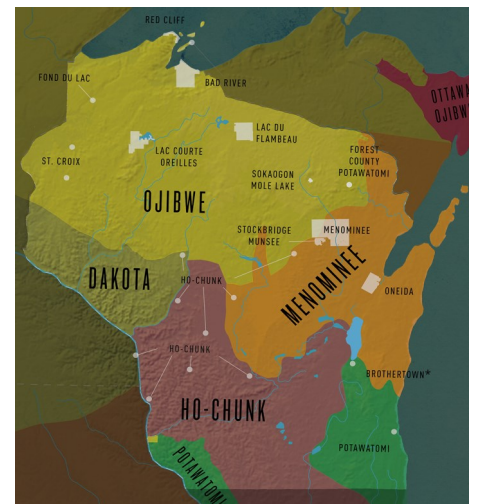 RED CLIFF
FOND DU LAC
BAD RIVER
OTTAWA
OJIBW
LAC DU
FLAMBEAU
LAC COURTE
OREILLES
ST. CROIX
FOREST
COUNTY
POTAWATOMI
SOKAOGON
MOLE LAKE
OJIBWE
STOCKBRIDGE
MUNSEE
MENOMINEE
DAKOTA
HO-CHUNK
MENOMINEE
ONEIDA
HO-CHUNK
BROTHERTOWN*
HO-CHUNK
POTAWATOMI
POTAWATOMI